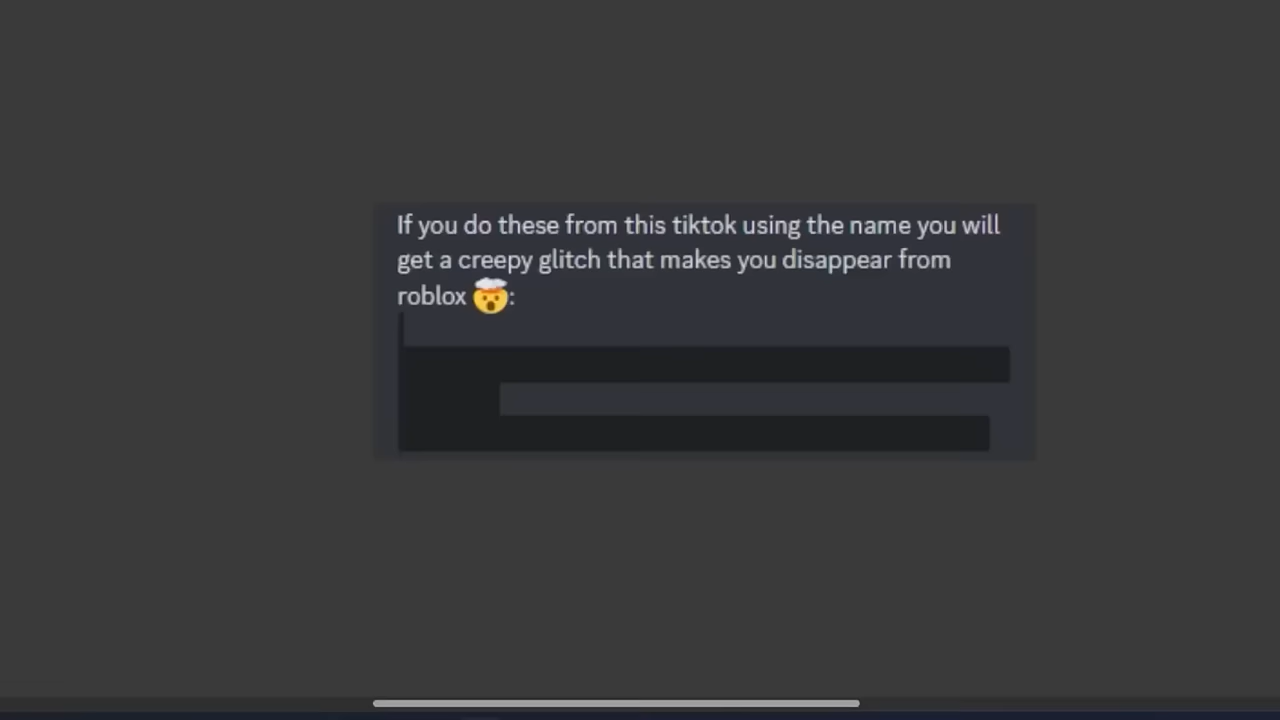 If you do these from this tiktok using the name you will
get a creepy glitch that makes you disappear from
roblox 🤯: